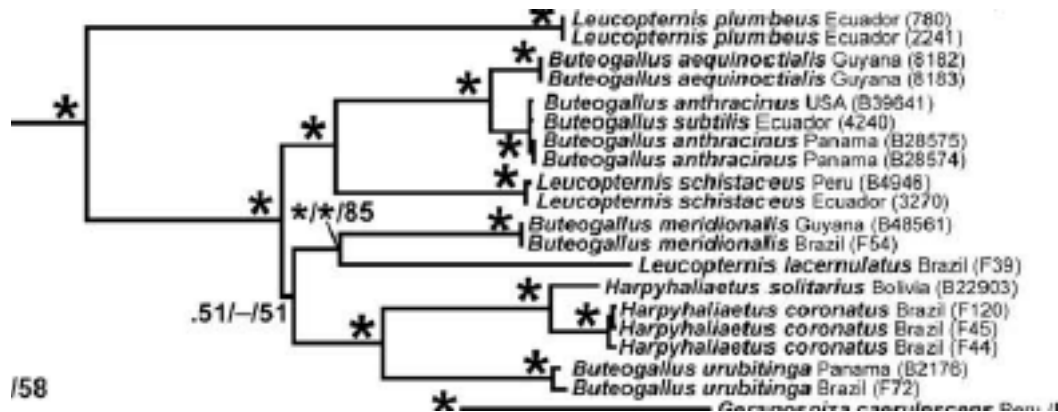 Leucopternis plumbeus Ecuador (780)
Leucopternis plumbeus Ecuador (2241)
Buteogallus aequinoctialis Guyana (8182)
Buteogallus aequinoctialis Guyana (8183)
Buteogallus anthracinus USA (B39641)
Buteogallus subtilis Ecuador (4240)
Buteogallus anthracinus Panama (B28575)
Buteogallus anthracinus Panama (B28574)
Leucopternis schistaceus Peru (B4946)
Leucopternis schistaceus Ecuador (3270)
*/*/85
Buteogallus meridionalis Guyana (B48561)
Buteogallus meridionalis Brazil (F54)
Leucopternis lacernulatus Brazil (F39)
Harpyhaliaetus solitarius Bolivia (B22903)
.51/–/51
Harpyhaliaetus coronatus Brazil (F120)
Harpyhaliaetus coronatus Brazil (F45)
Harpyhaliaetus coronatus Brazil (F44)
Buteogallus urubitinga Panama (B2176)
Buteogallus urubitinga Brazil (F72)
/58
Geranospiza caerulescens Peru